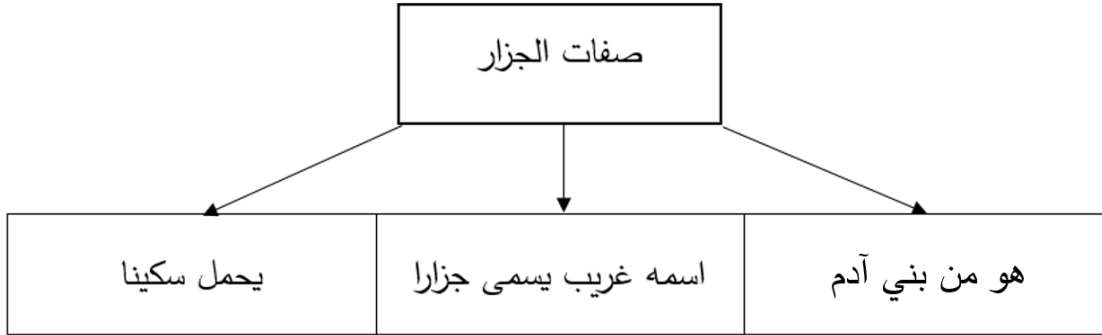 صفات الجزار
هو من بني آدم
اسمه غريب يسمى جزارا
يحمل سكينا